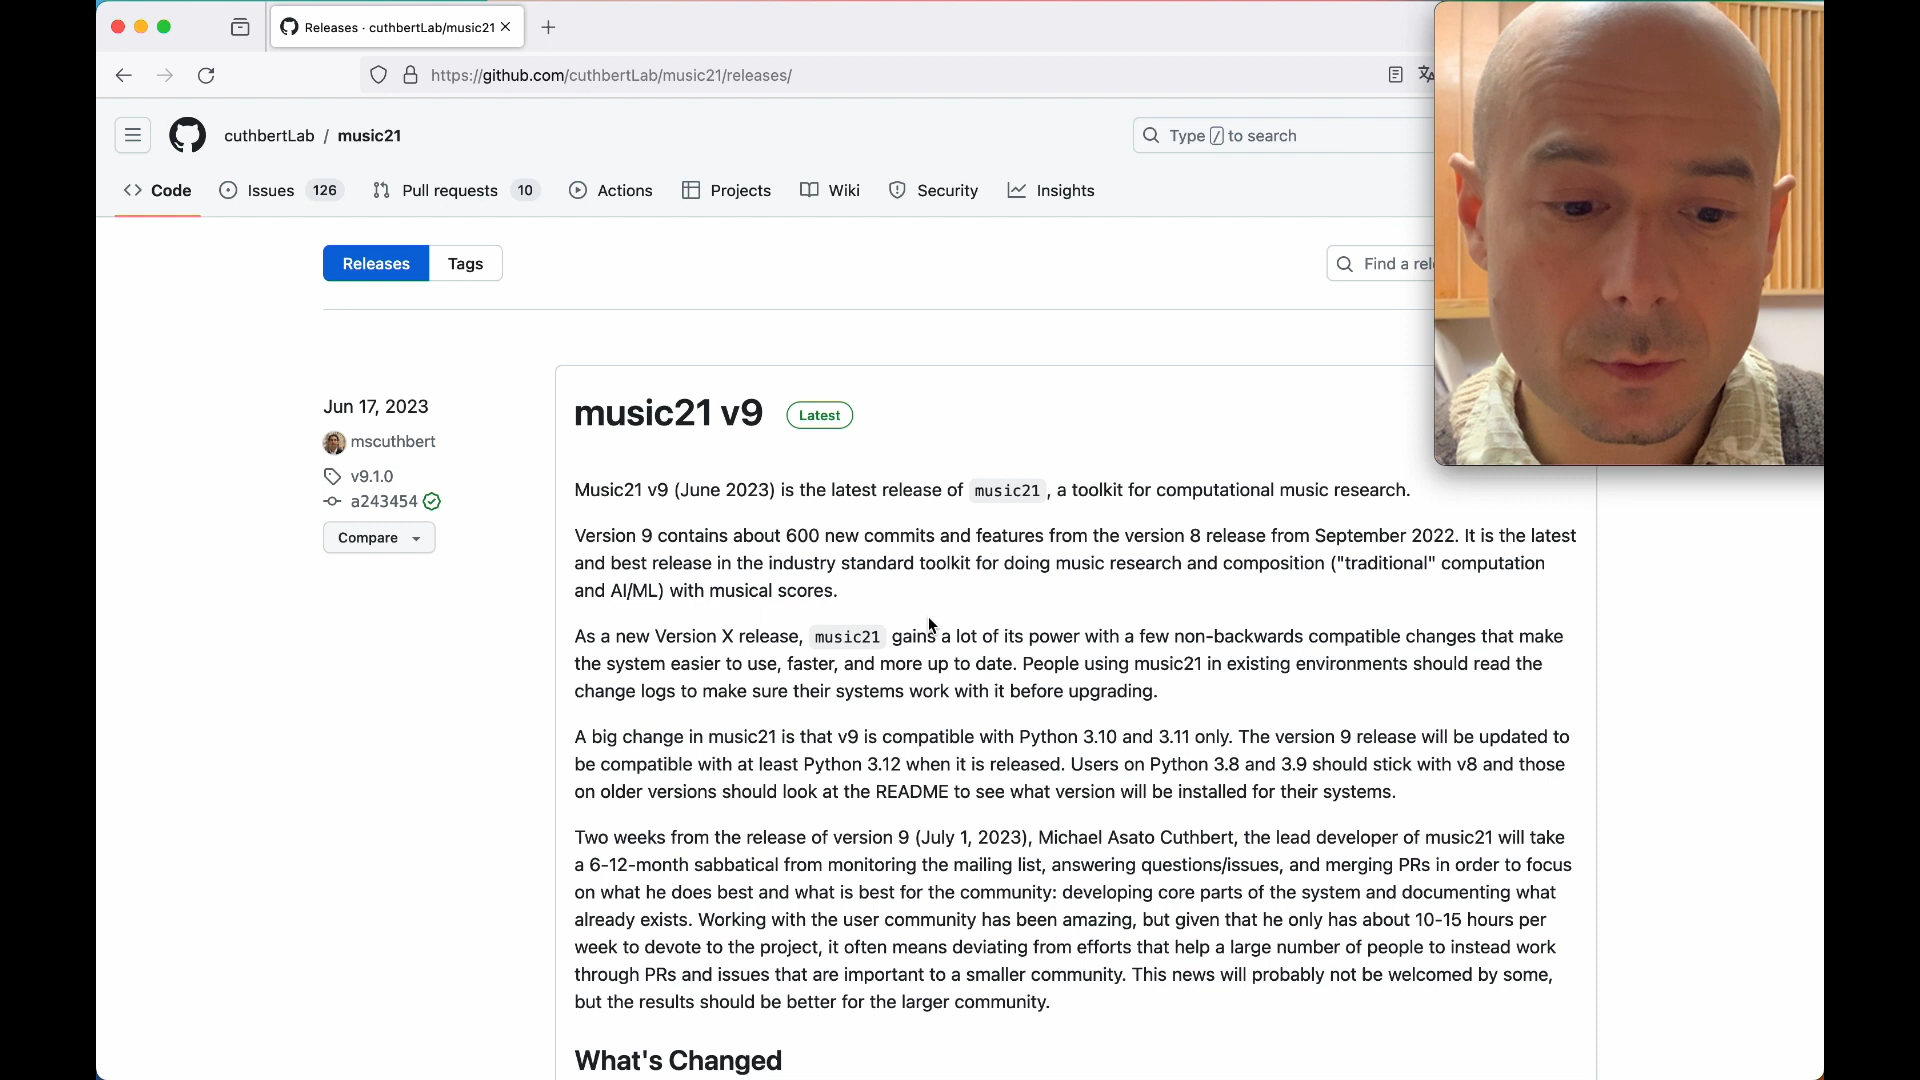 Releases · cuthbertLab/music21
https://github.com/cuthbertLab/music21/releases/
cuthbertLab / music21
Type / to search
Code
Issues 126
Pull requests 10
Actions
Projects
Wiki
Security
Insights
Releases
Tags
Find a rel
Jun 17, 2023
mscuthbert
v9.1.0
a243454
Compare
music21 v9
Latest
Music21 v9 (June 2023) is the latest release of music21, a toolkit for computational music research.
Version 9 contains about 600 new commits and features from the version 8 release from September 2022. It is the latest
and best release in the industry standard toolkit for doing music research and composition ("traditional" computation
and AI/ML) with musical scores.
As a new Version X release, music21 gains a lot of its power with a few non-backwards compatible changes that make
the system easier to use, faster, and more up to date. People using music21 in existing environments should read the
change logs to make sure their systems work with it before upgrading.
A big change in music21 is that v9 is compatible with Python 3.10 and 3.11 only. The version 9 release will be updated to
be compatible with at least Python 3.12 when it is released. Users on Python 3.8 and 3.9 should stick with v8 and those
on older versions should look at the README to see what version will be installed for their systems.
Two weeks from the release of version 9 (July 1, 2023), Michael Asato Cuthbert, the lead developer of music21 will take
a 6-12-month sabbatical from monitoring the mailing list, answering questions/issues, and merging PRs in order to focus
on what he does best and what is best for the community: developing core parts of the system and documenting what
already exists. Working with the user community has been amazing, but given that he only has about 10-15 hours per
week to devote to the project, it often means deviating from efforts that help a large number of people to instead work
through PRs and issues that are important to a smaller community. This news will probably not be welcomed by some,
but the results should be better for the larger community.
What's Changed